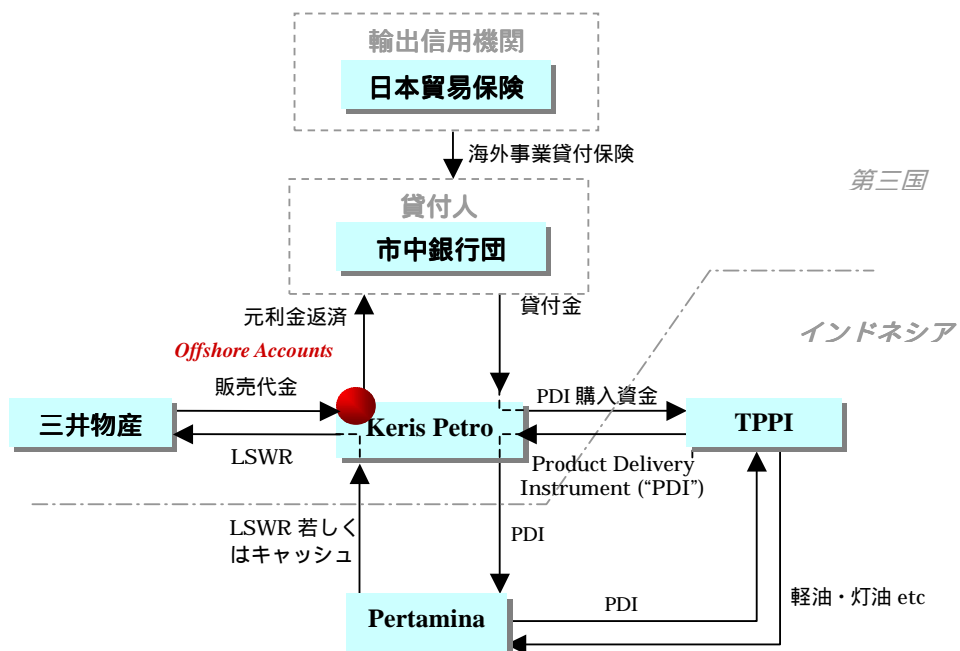 輸出信用機関
日本貿易保険
海外事業貸付保険
第三国
貸付人
市中銀行団
元利金返済
貸付金
インドネシア
Offshore Accounts
販売代金
PDI 購入資金
三井物産
Keris Petro
TPPI
LSWR
Product Delivery
Instrument (“PDI”)
LSWR 若しく
はキャッシュ
PDI
Pertamina
PDI
軽油・灯油 etc